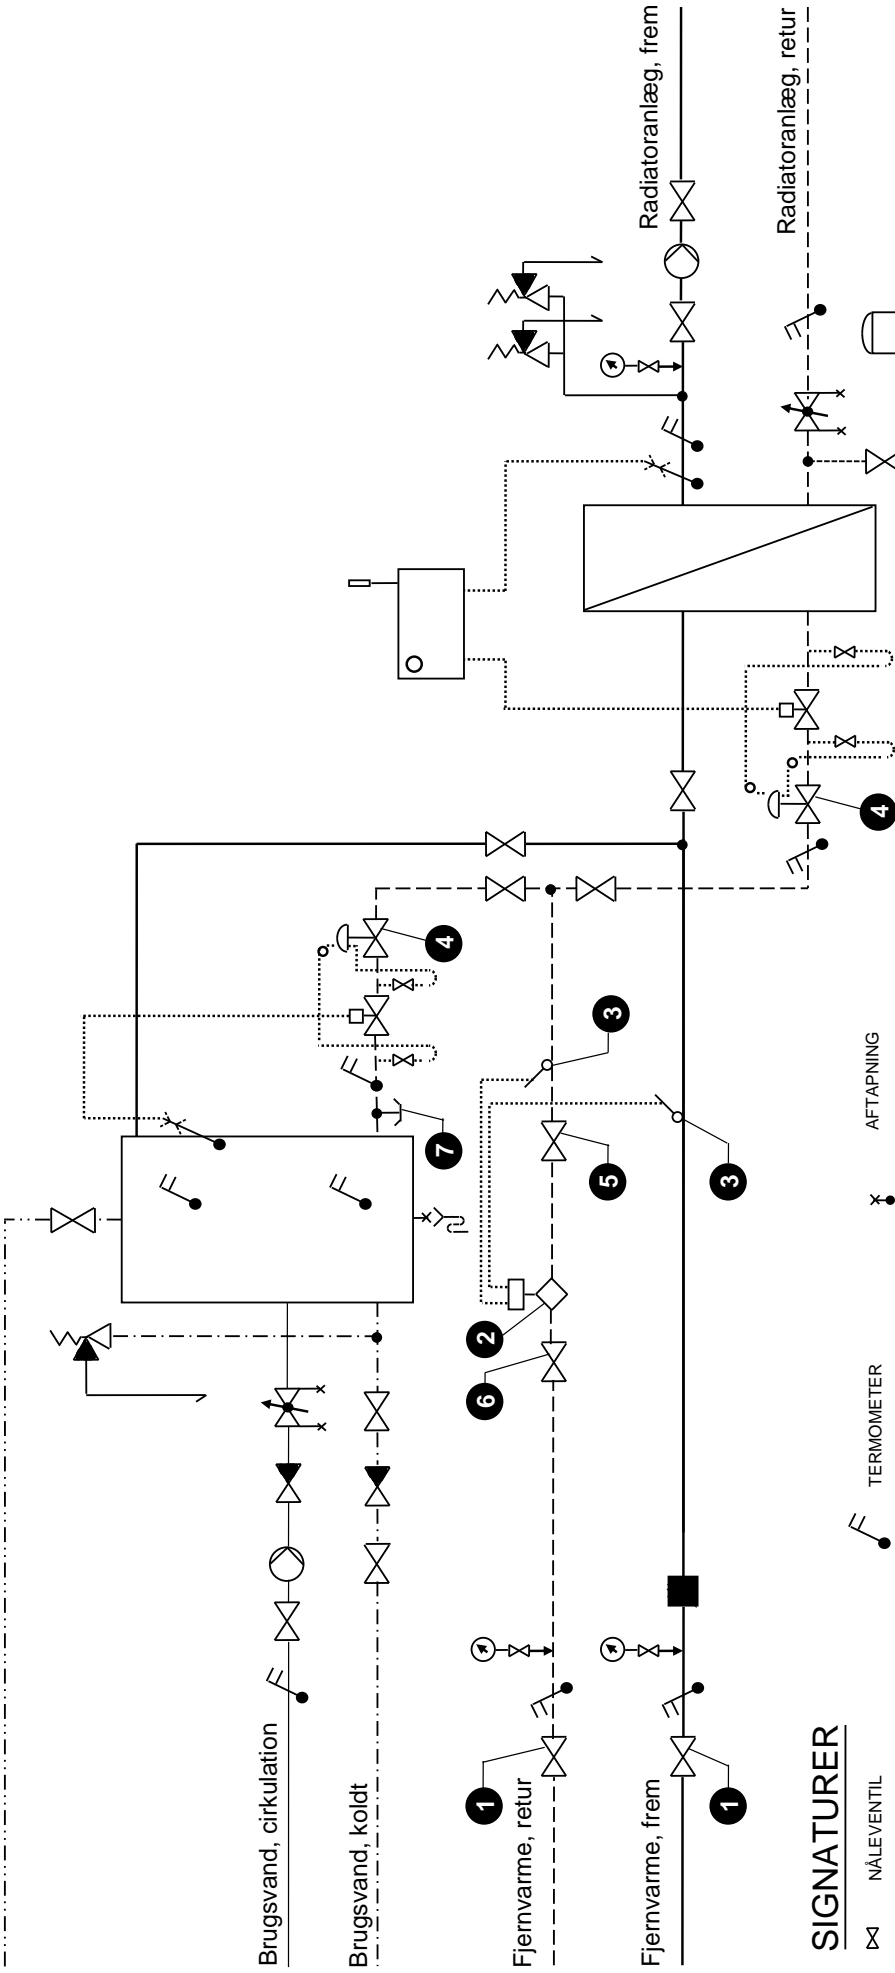 Brugsvand, cirkulation
Brugsvand, koldt
Fjernvarme, retur
Fjernvarme, frem
Radiatoranlæg, frem
Radiatoranlæg, retur
7
4
2
6
5
3
3
4
1
1
SIGNATURER
NÅLEVENTIL
TERMOMETER
AFTAPNING